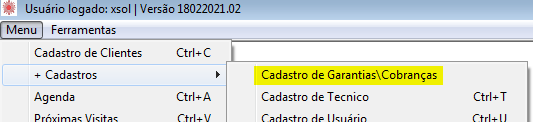 Usuário logado: xsol | Versão 18022021.02
Menu Ferramentas
Cadastro de Clientes Ctrl+C
+ Cadastros Cadastro de Garantias\Cobranças
Agenda Ctrl+A Cadastro de Tecnico Ctrl+T
Próximas Visitas Ctrl+V Cadastro de Usuário Ctrl+U